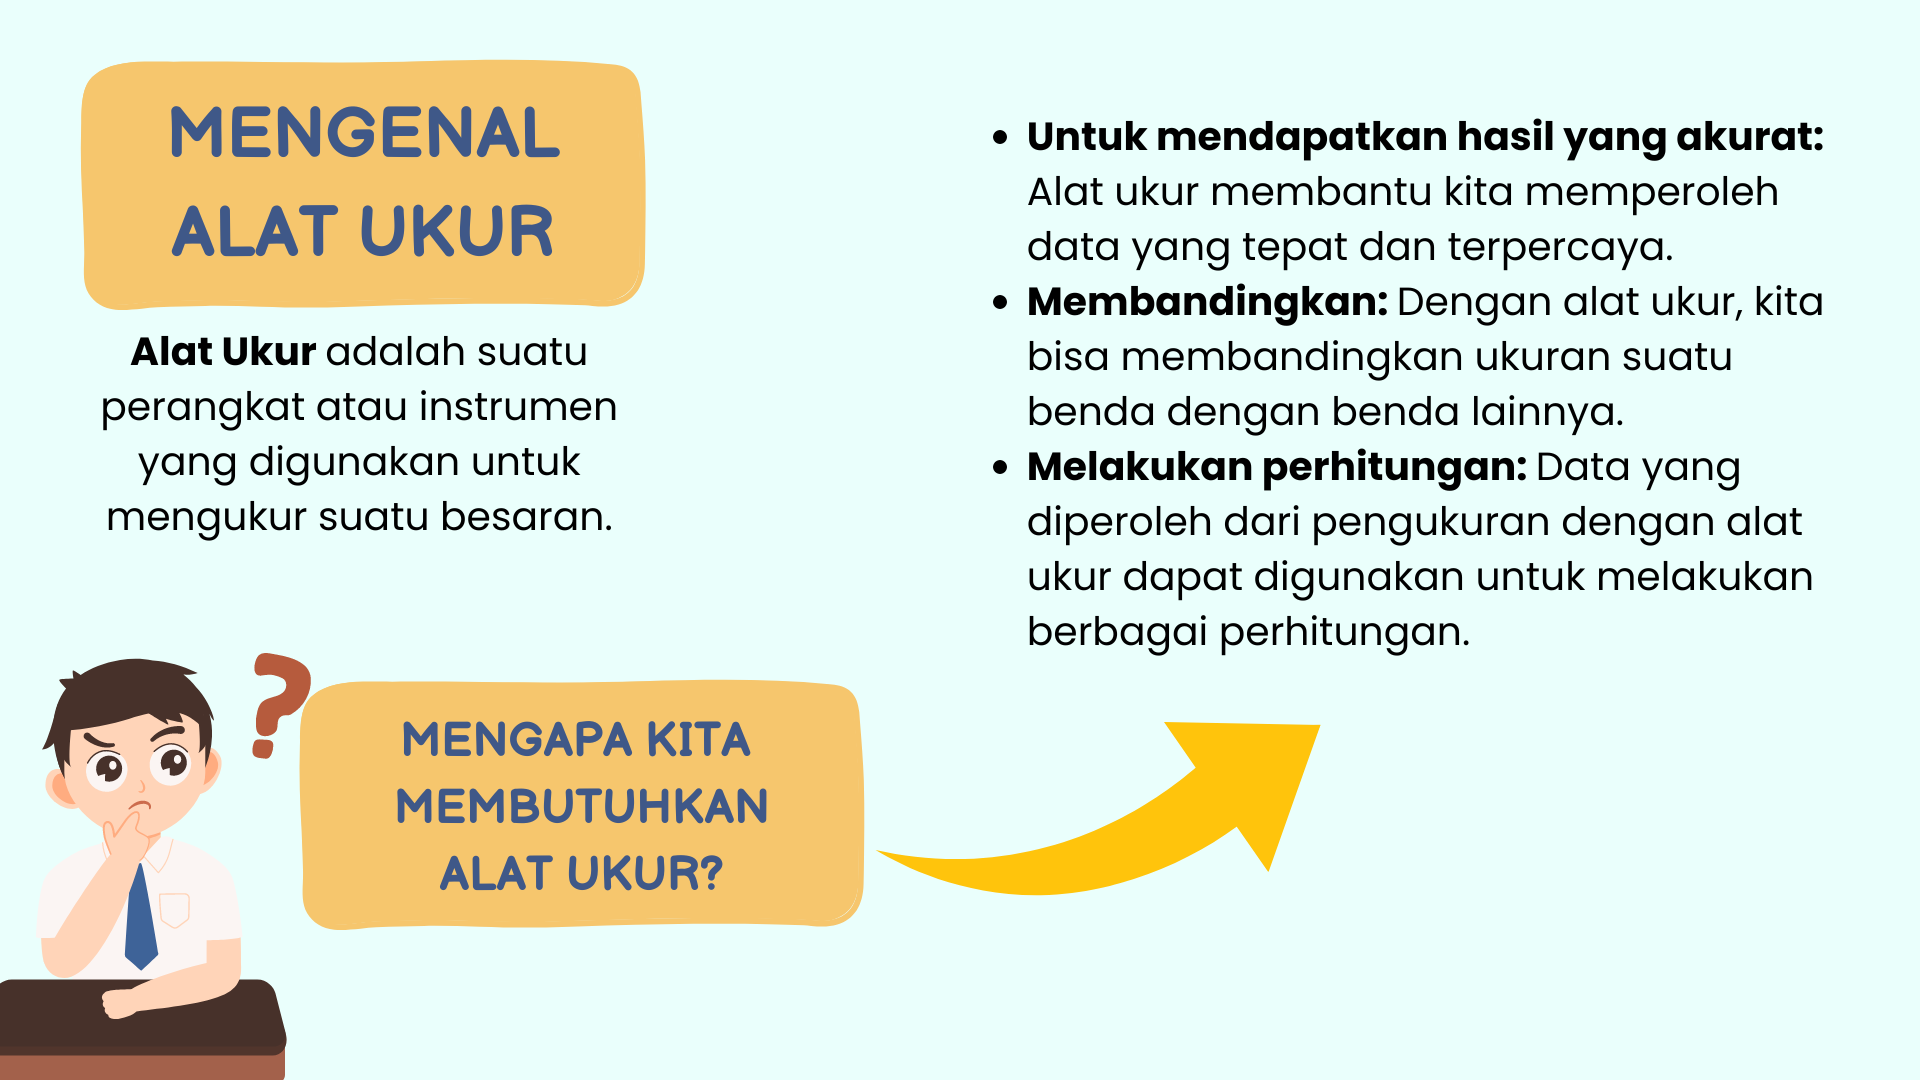 MENGENAL
ALAT UKUR
Alat Ukur adalah suatu
perangkat atau instrumen
yang digunakan untuk
mengukur suatu besaran.
?
MENGAPA KITA
MEMBUTUHKAN
ALAT UKUR?
• Untuk mendapatkan hasil yang akurat:
Alat ukur membantu kita memperoleh
data yang tepat dan terpercaya.
• Membandingkan: Dengan alat ukur, kita
bisa membandingkan ukuran suatu
benda dengan benda lainnya.
• Melakukan perhitungan: Data yang
diperoleh dari pengukuran dengan alat
ukur dapat digunakan untuk melakukan
berbagai perhitungan.